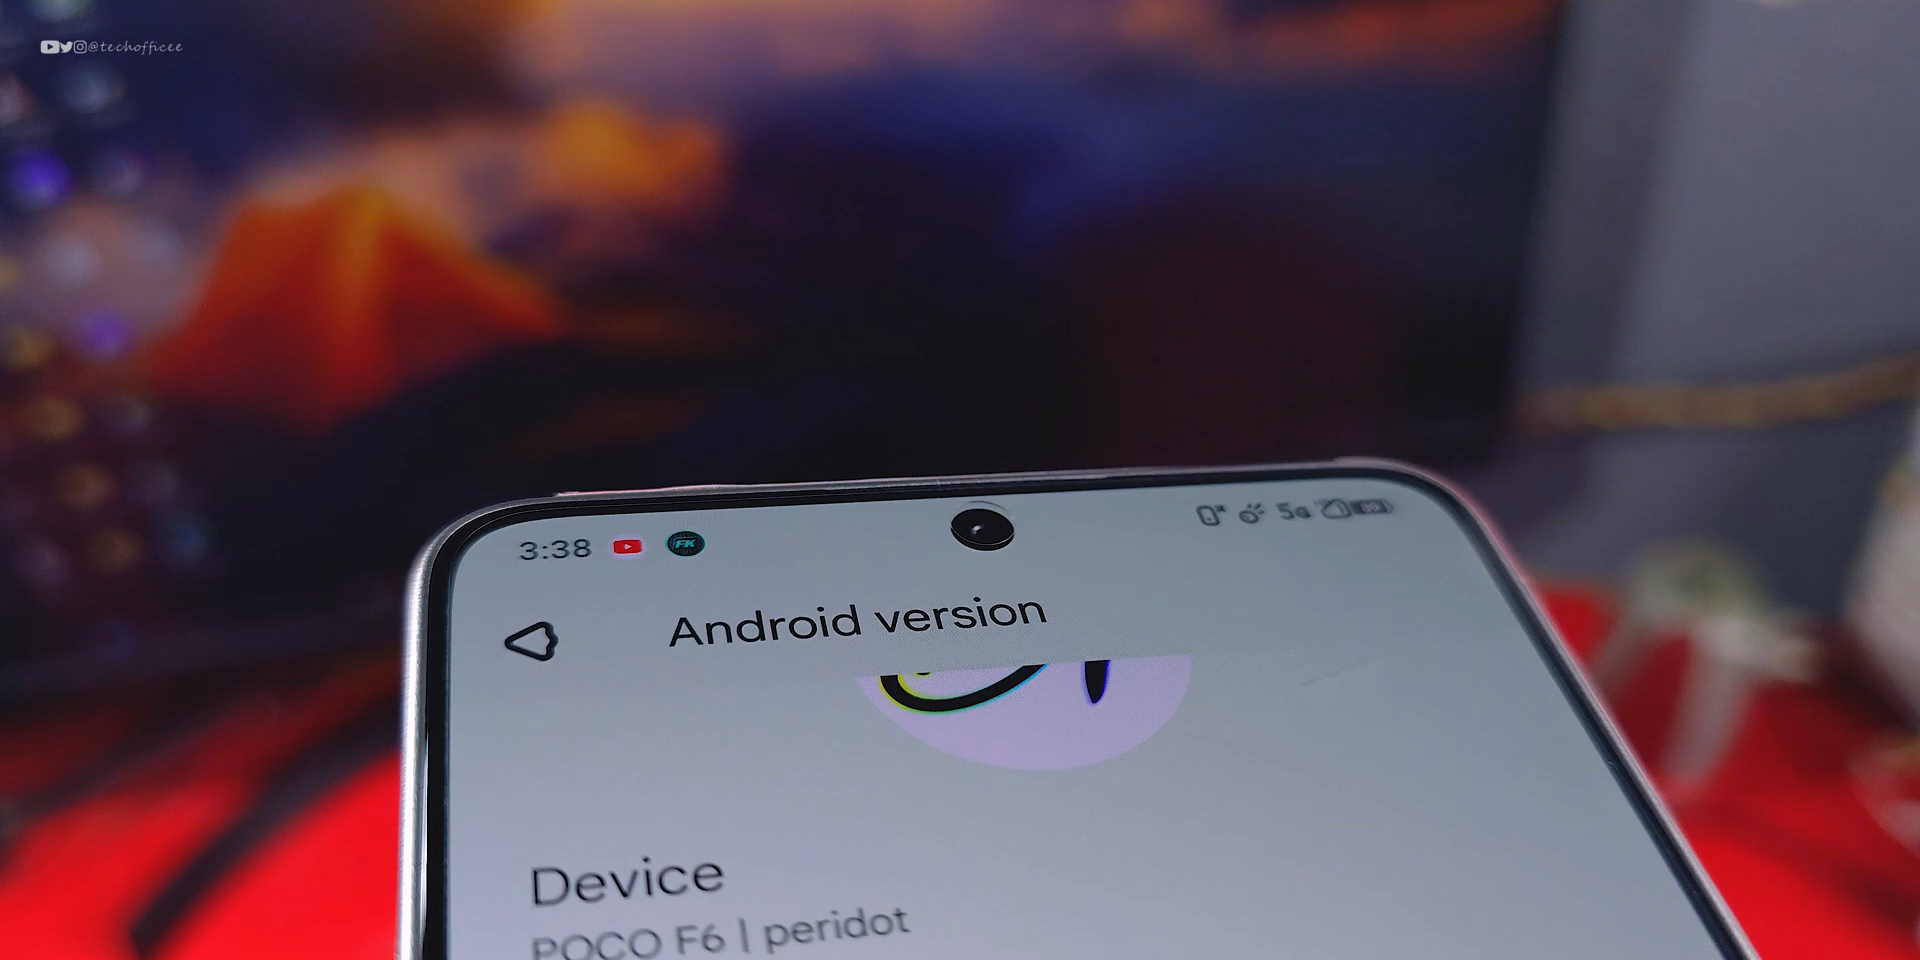 @techofficee
3:38 FK 5G
Android version
Device
POCO F6 | peridot